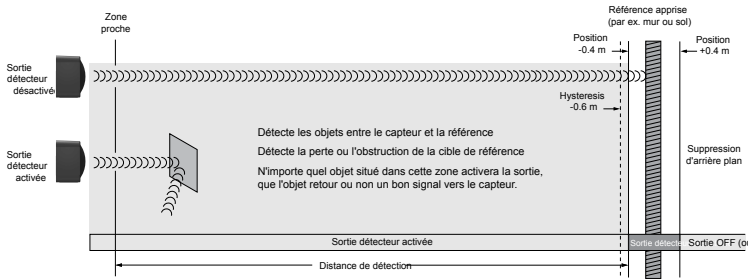 Zone
proche
Référence apprise
(par ex. mur ou sol)
Position
-0.4 m
Position
+0.4 m
Sortie
détecteur
désactivé
Hysteresis
-0.6 m
Détecte les objets entre le capteur et la référence
Détecte la perte ou l'obstruction de la cible de référence
N'importe quel objet situé dans cette zone activera la sortie,
que l'objet retour ou non un bon signal vers le capteur.
Sortie
détecteur
activée
Suppression
d'arrière plan
Sortie détecteur activée
Sortie détecte
Sortie OFF (ou
Distance de détection